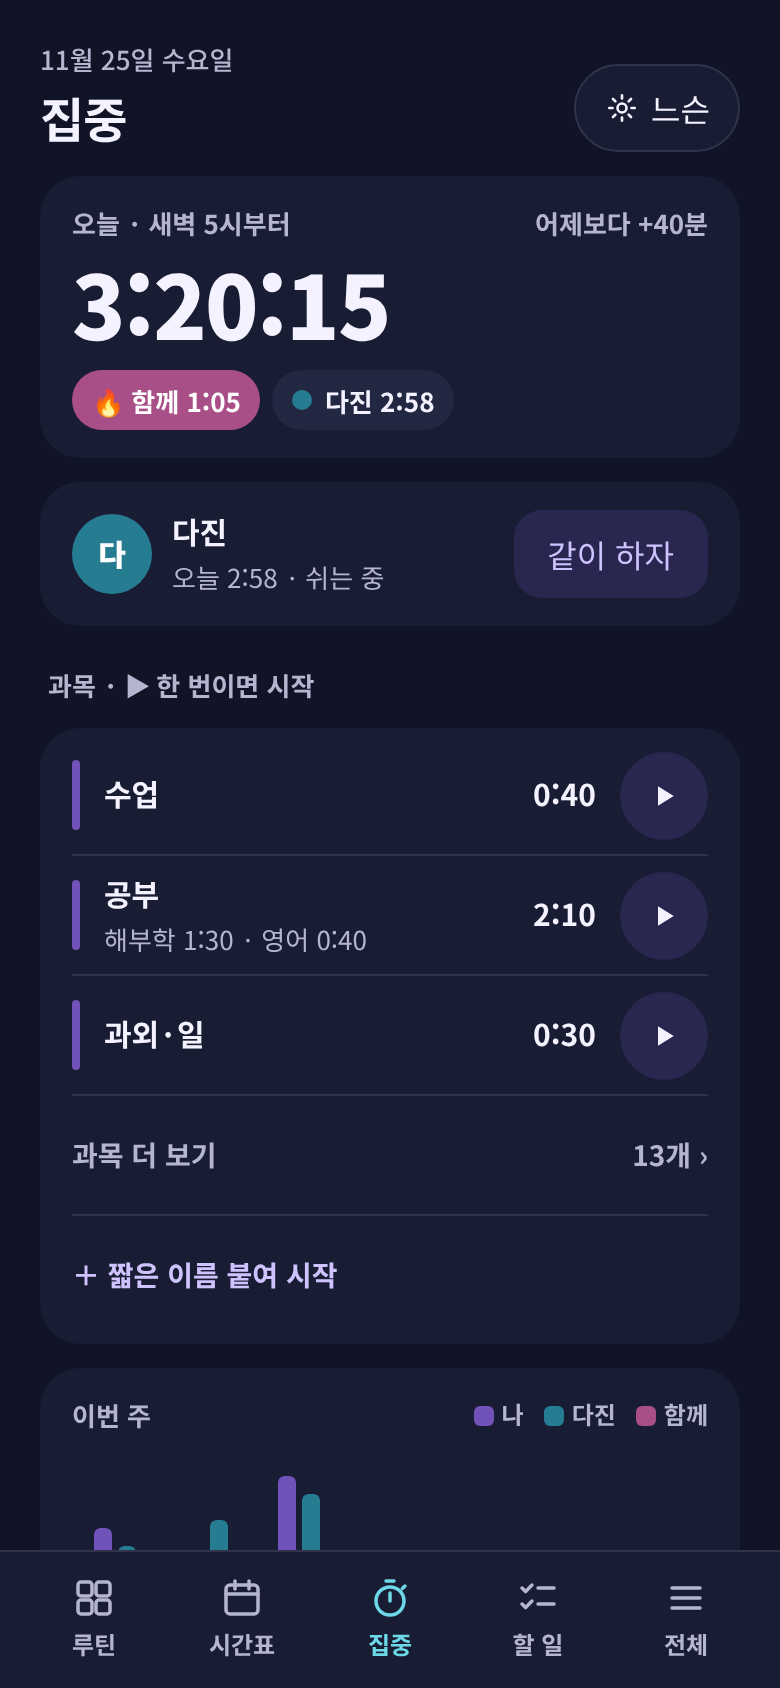 11월 25일 수요일
집중
느슨
오늘 · 새벽 5시부터
어제보다 +40분
3:20:15
🔥 함께 1:05
다진 2:58
다
다진
오늘 2:58 · 쉬는 중
같이 하자
과목 · ▶ 한 번이면 시작
수업
0:40
공부
해부학 1:30 · 영어 0:40
2:10
과외·일
0:30
과목 더 보기
13개 ›
+ 짧은 이름 붙여 시작
이번 주
나
다진
함께
루틴
시간표
집중
할 일
전체